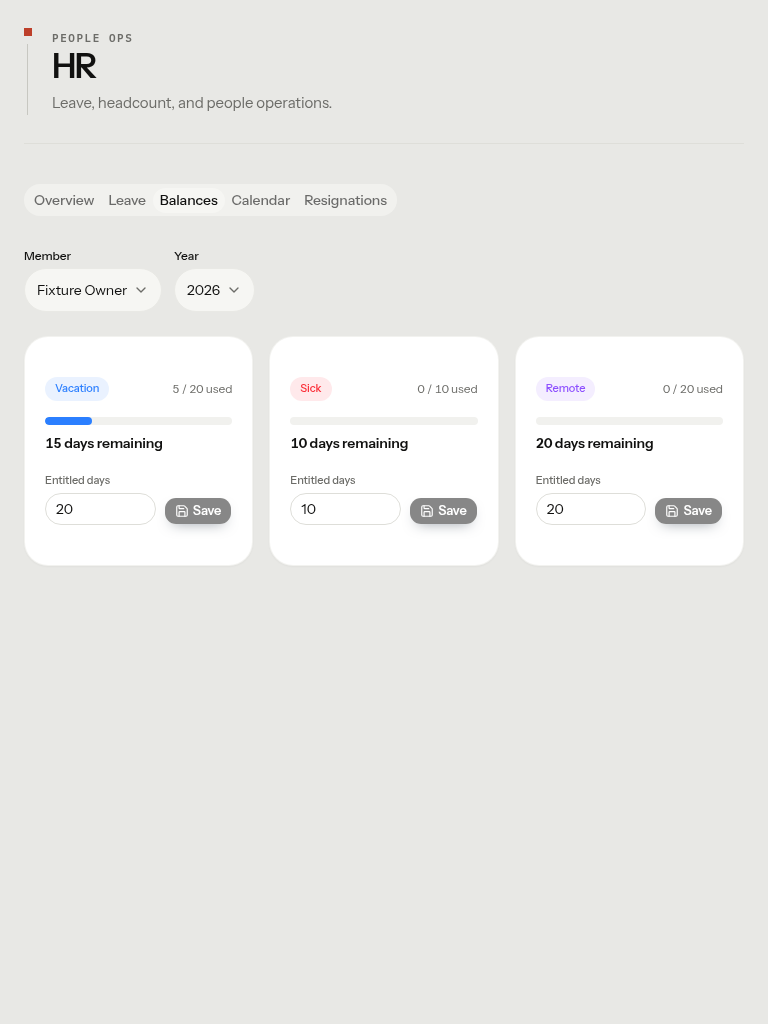 PEOPLE OPS
HR
Leave, headcount, and people operations.
Overview Leave Balances Calendar Resignations
Member Year
Fixture Owner 2026
Vacation 5 / 20 used
15 days remaining
Entitled days
20 Save
Sick 0 / 10 used
10 days remaining
Entitled days
10 Save
Remote 0 / 20 used
20 days remaining
Entitled days
20 Save